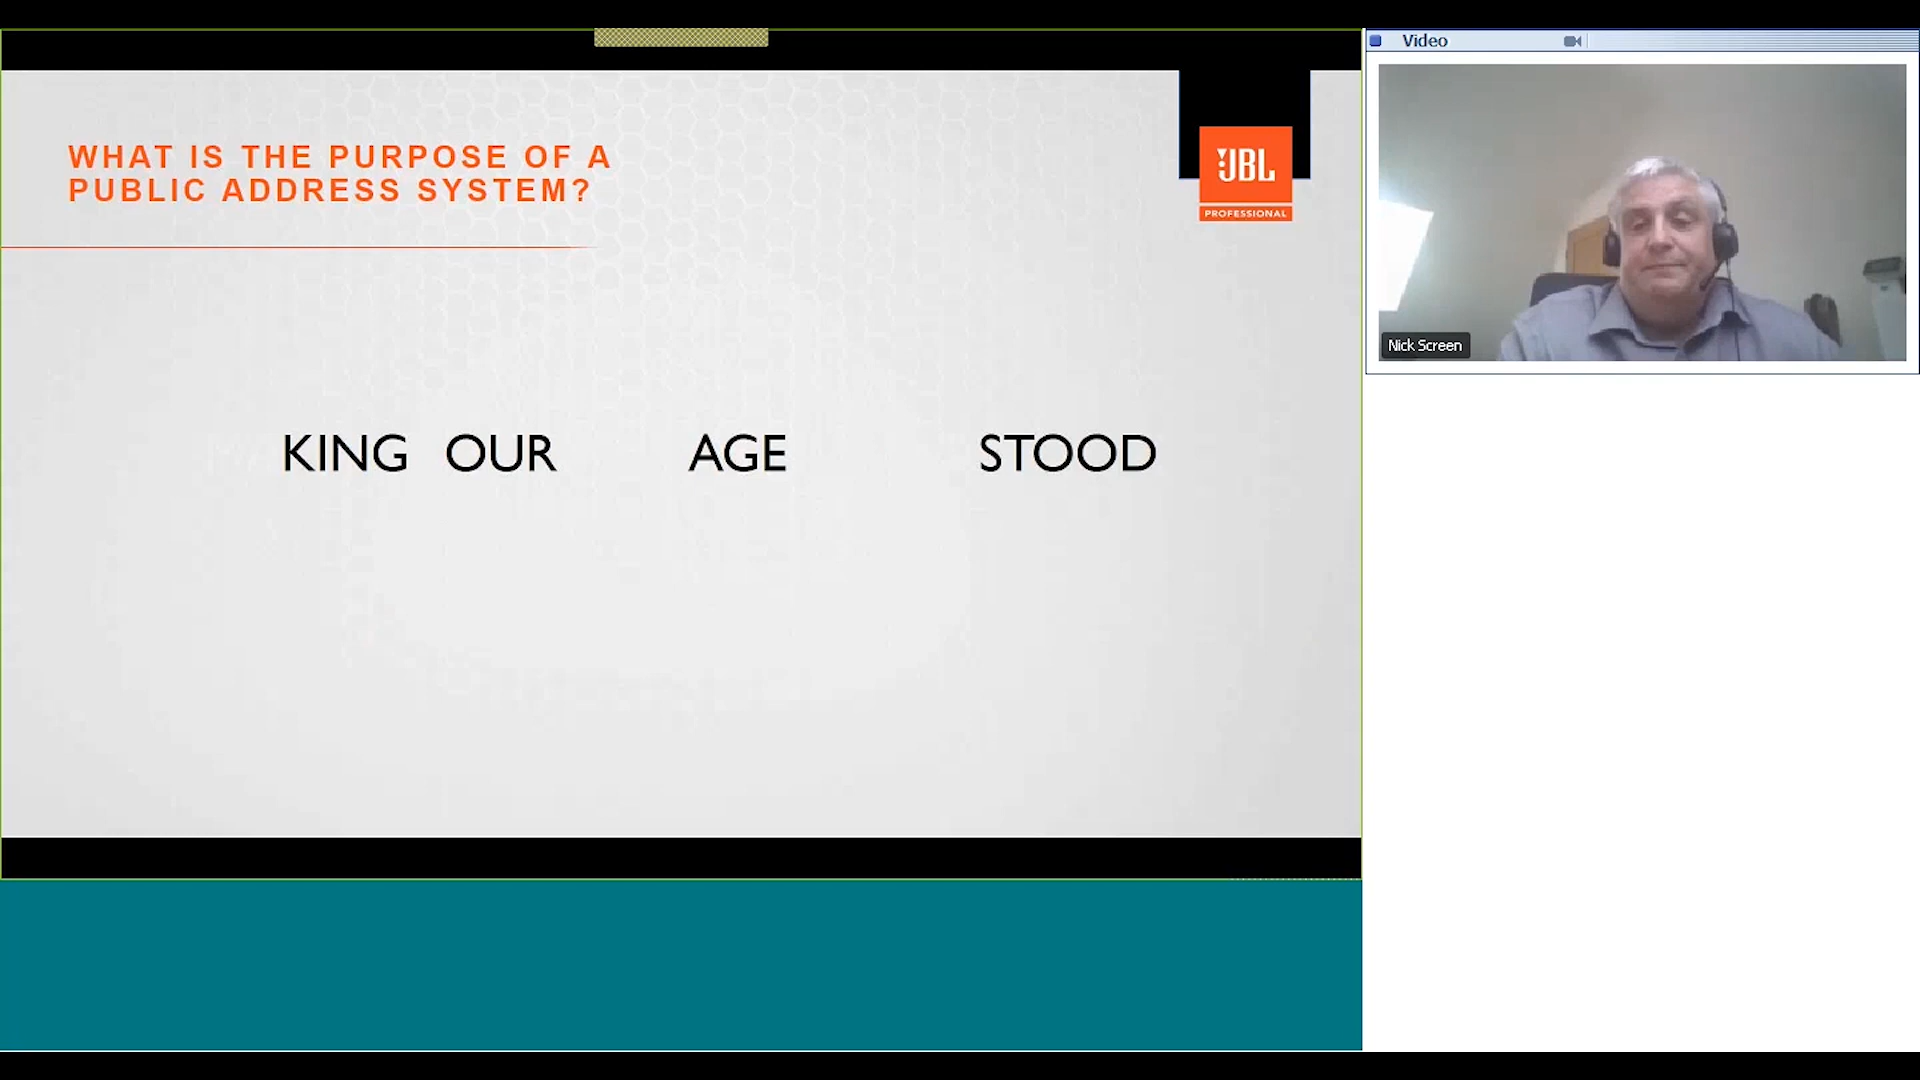 Video
WHAT IS THE PURPOSE OF A
PUBLIC ADDRESS SYSTEM?
JBL
PROFESSIONAL
Nick Screen
KING OUR AGE STOOD